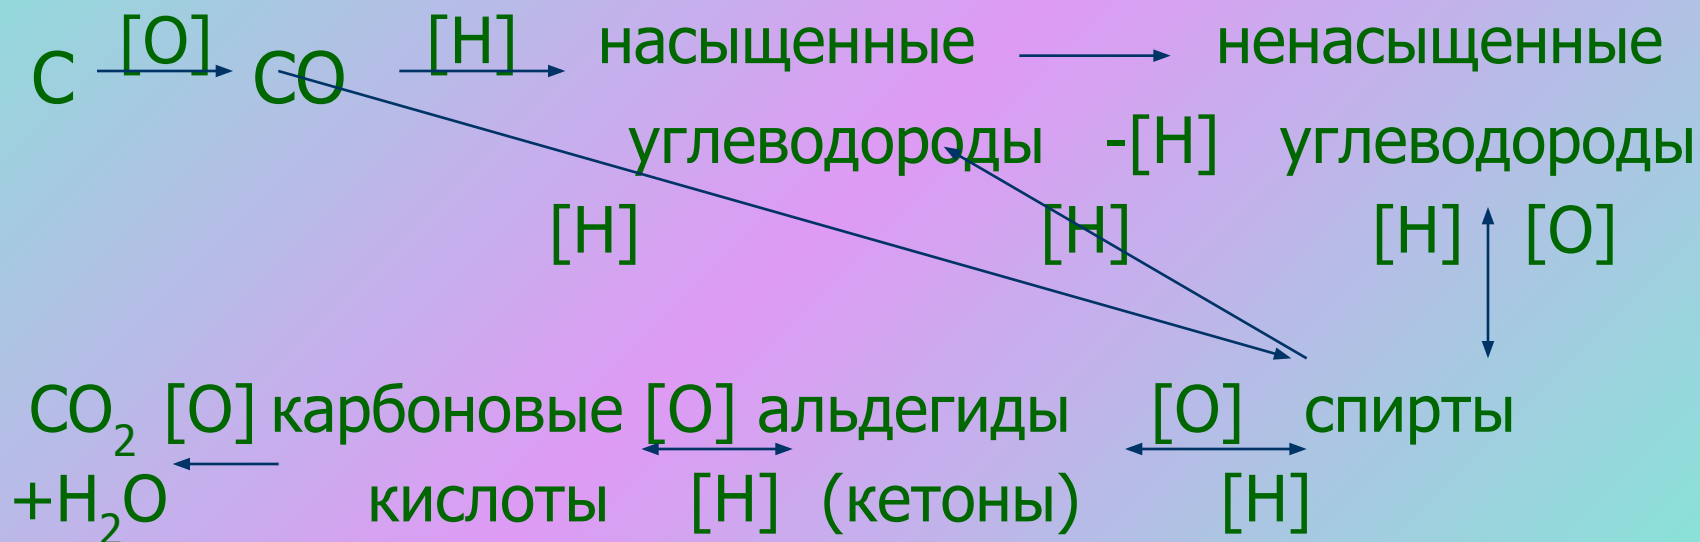 C [O] CO [H] насыщенные ненасыщенные
углеводороды -[H] углеводороды
[H] [H] [H] [O]
CO₂ [O] карбоновые [O] альдегиды [O] спирты
+H₂O кислоты [H] (кетоны) [H]